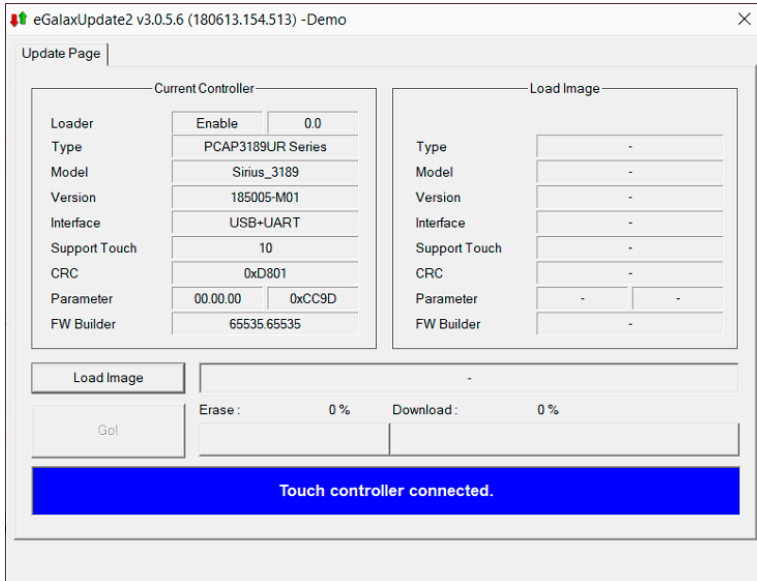 eGalaxUpdate2 v3.0.5.6 (180613.154.513) -Demo
Update Page
Current Controller
Loader Enable 0.0
Type PCAP3189UR Series
Model Sirius_3189
Version 185005-M01
Interface USB+UART
Support Touch 10
CRC 0xD801
Parameter 00.00.00 0xCC9D
FW Builder 65535.65535
Load Image
Type -
Model -
Version -
Interface -
Support Touch -
CRC -
Parameter - -
FW Builder -
Load Image -
Go!
Erase : 0 % Download : 0 %
Touch controller connected.